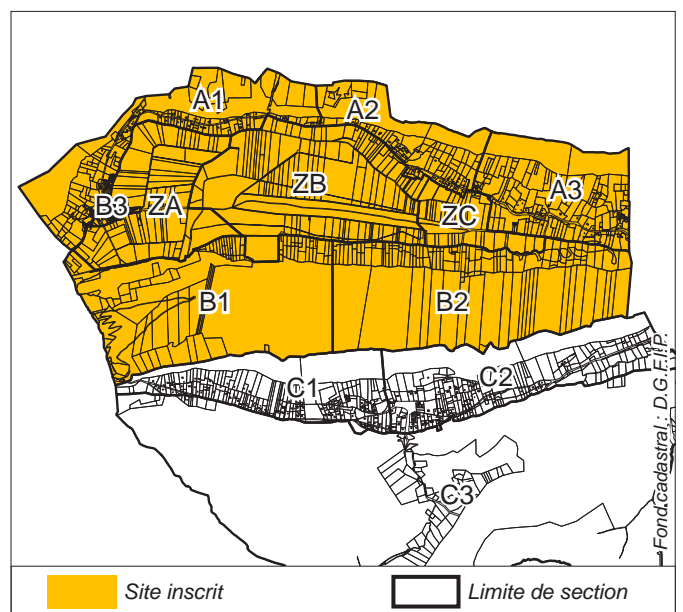 A1
A2
A3
ZB
B3
ZA
ZC
B1
B2
C1
C2
C3
Fond cadastral : D.G.F.I.P.
Site inscrit
Limite de section